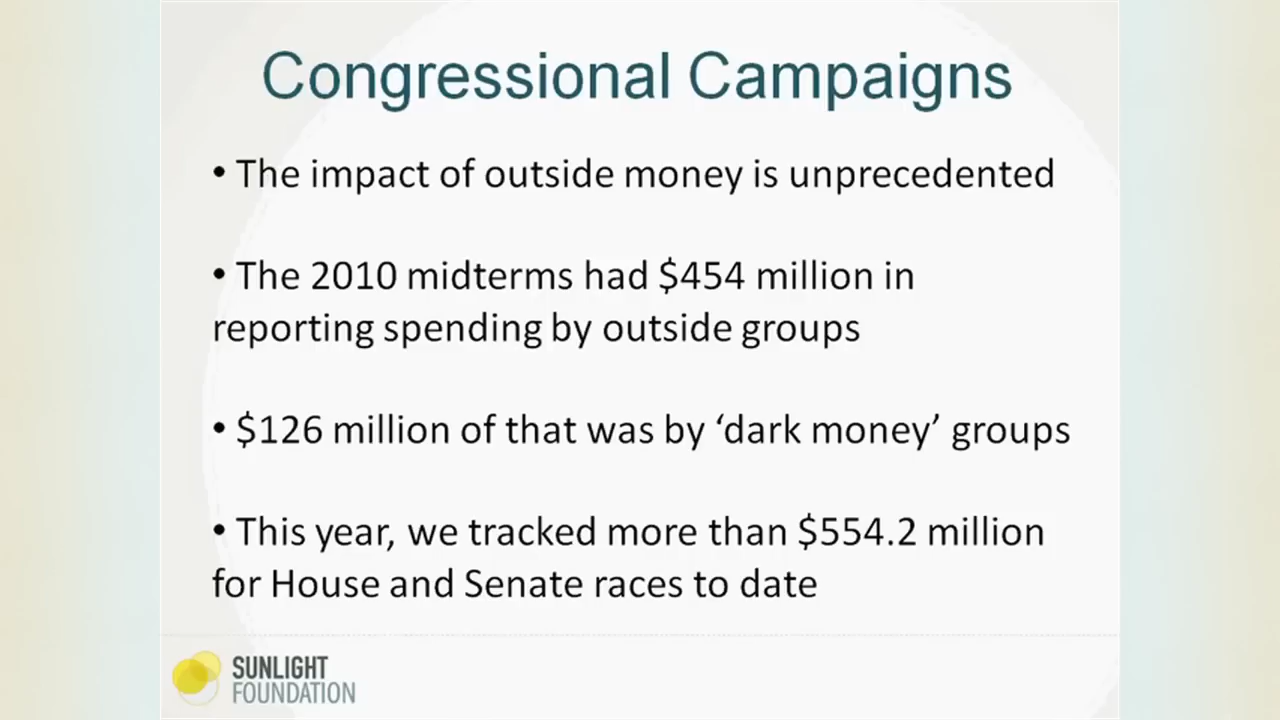 Congressional Campaigns
• The impact of outside money is unprecedented
• The 2010 midterms had $454 million in
reporting spending by outside groups
• $126 million of that was by ‘dark money’ groups
• This year, we tracked more than $554.2 million
for House and Senate races to date
SUNLIGHT
FOUNDATION